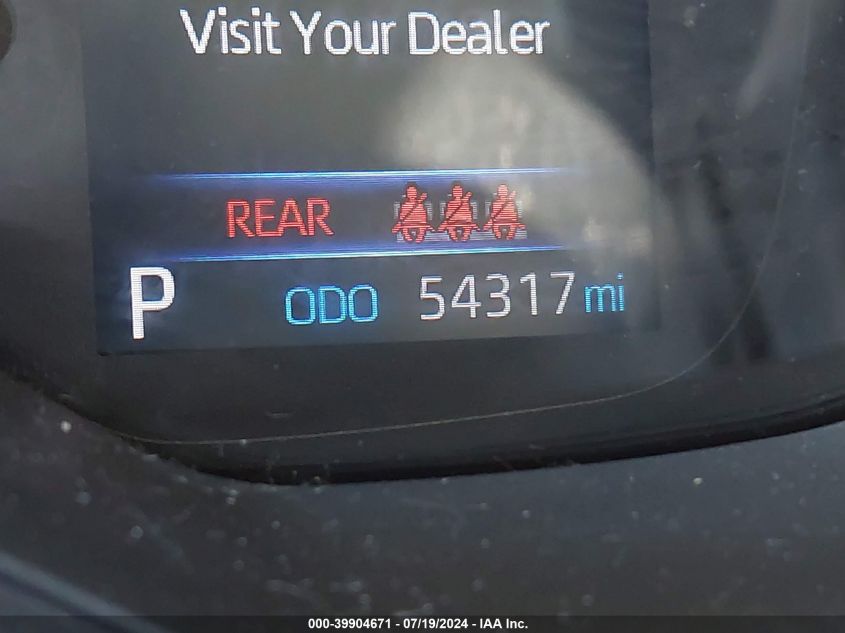 Visit Your Dealer
REAR
P ODO 54317 mi
000-39904671 - 07/19/2024 - IAA Inc.